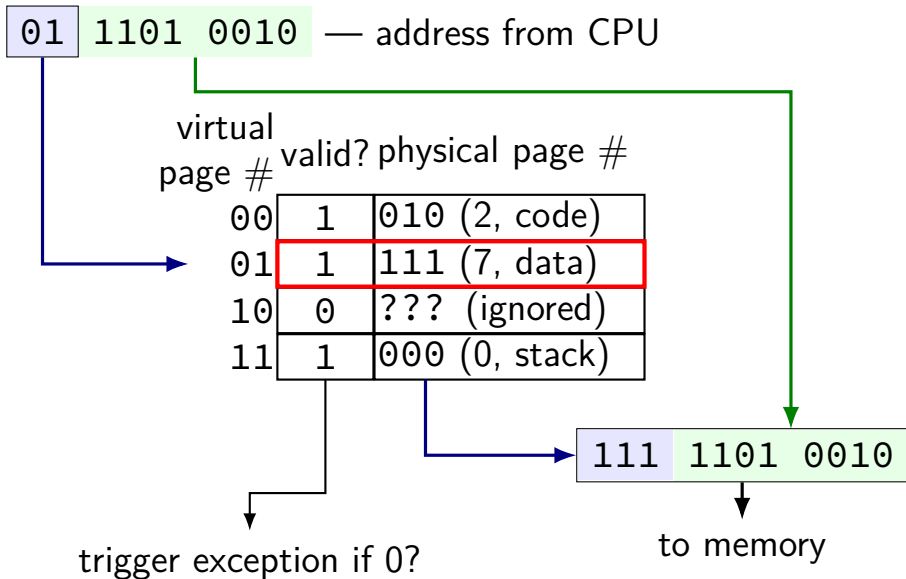 01 1101 0010 — address from CPU
virtual
page # valid? physical page #
00 1 010 (2, code)
01 1 111 (7, data)
10 0 ??? (ignored)
11 1 000 (0, stack)
111 1101 0010
trigger exception if 0?
to memory